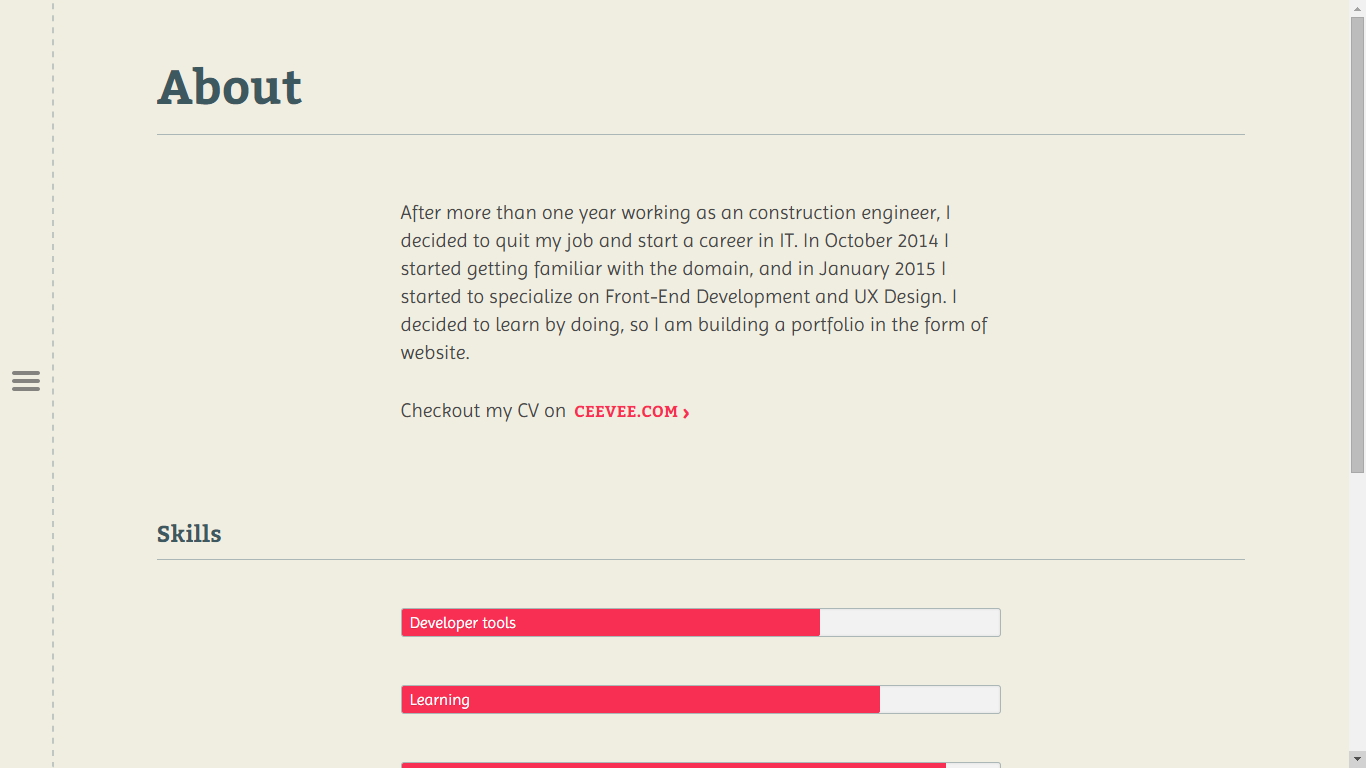 About
After more than one year working as an construction engineer, I
decided to quit my job and start a career in IT. In October 2014 I
started getting familiar with the domain, and in January 2015 I
started to specialize on Front-End Development and UX Design. I
decided to learn by doing, so I am building a portfolio in the form of
website.
Checkout my CV on CEEVEE.COM ›
Skills
Developer tools
Learning